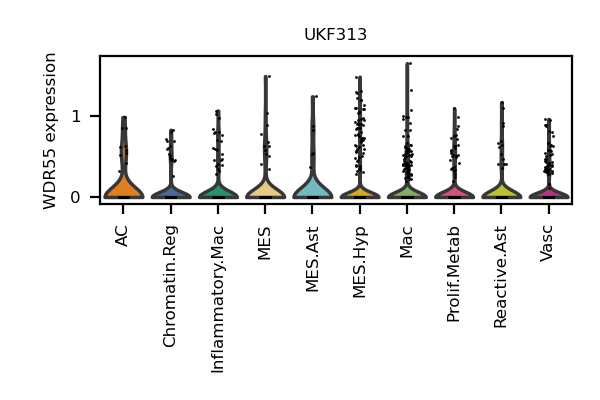 UKF313
WDR55 expression
1
0
AC
Chromatin.Reg
Inflammatory.Mac
MES
MES.Ast
MES.Hyp
Mac
Prolif.Metab
Reactive.Ast
Vasc